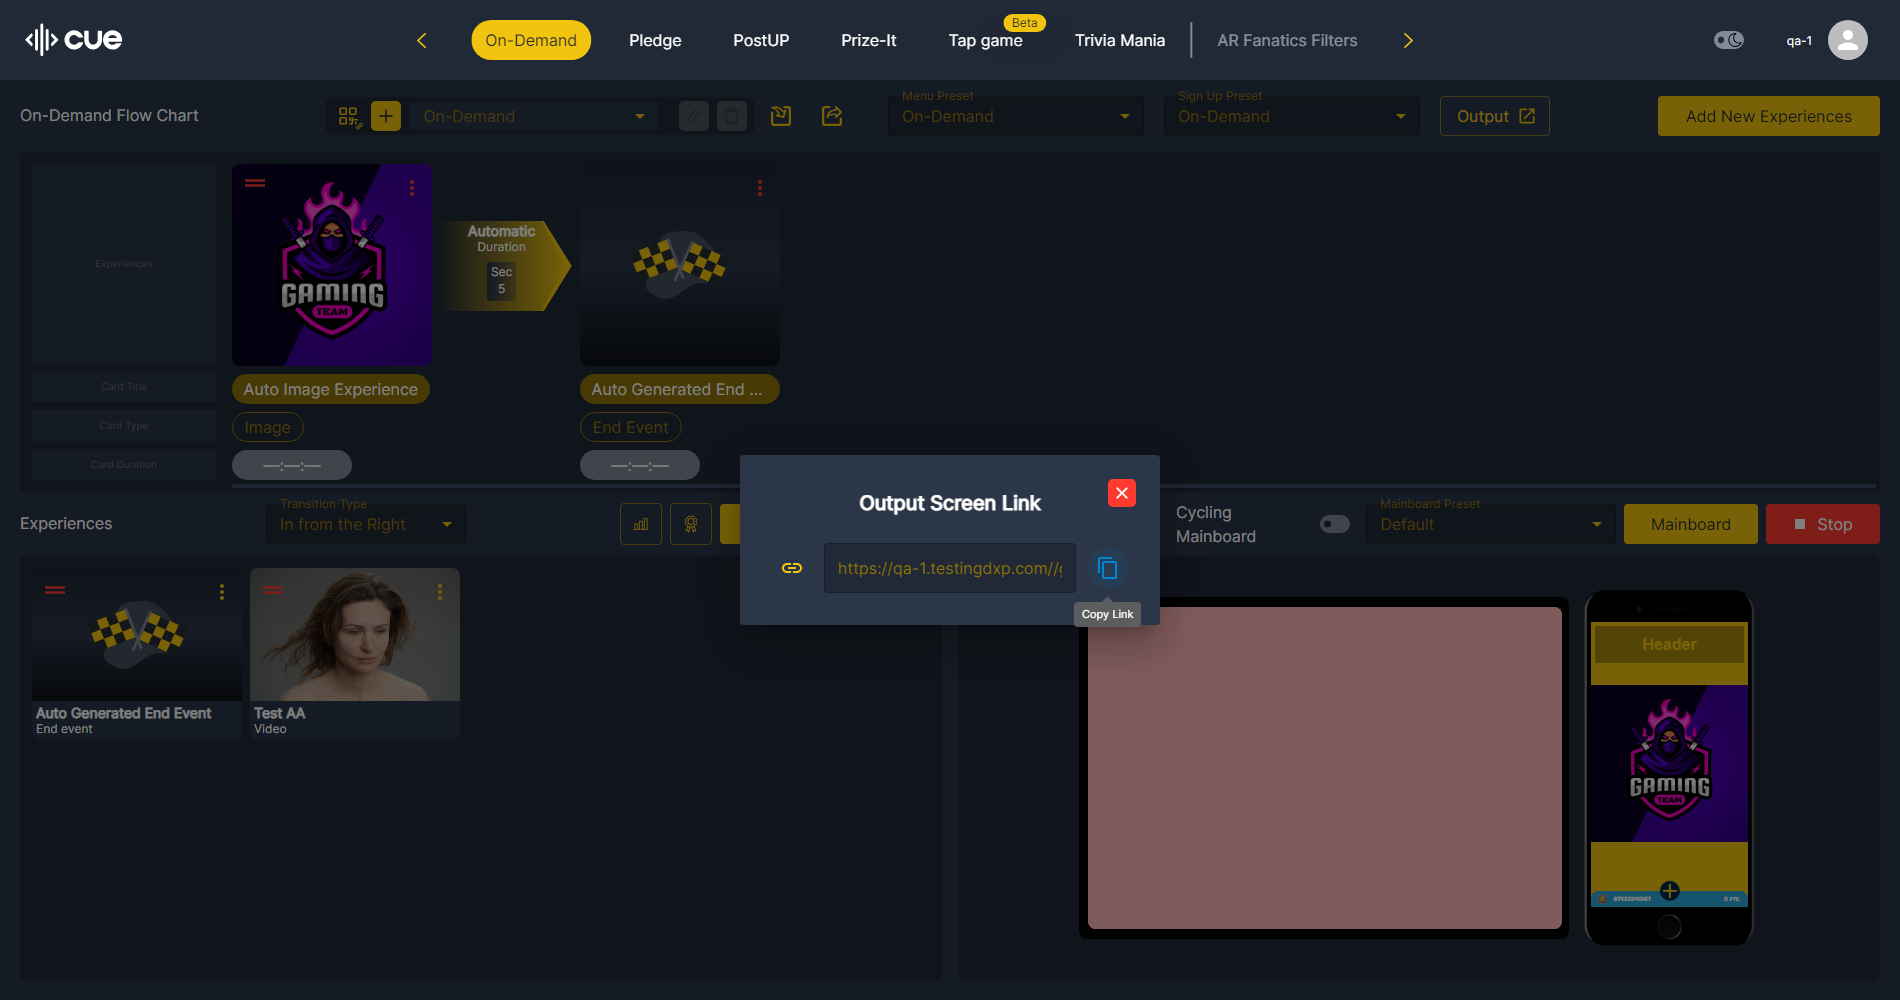 cue
On-Demand
Pledge
PostUP
Prize-It
Beta
Tap game
Trivia Mania
AR Fanatics Filters
qa-1
On-Demand Flow Chart
On-Demand
Menu Preset
On-Demand
Sign Up Preset
On-Demand
Output
Add New Experiences
Experiences
Card Title
Card Type
Card Duration
GAMING
TEAM
Automatic
Duration
Sec
5
Auto Image Experience
Auto Generated End ...
Image
End Event
—:—:—
—:—:—
Experiences
Transition Type
In from the Right
Output Screen Link
https://qa-1.testingdxp.com//g
Copy Link
Cycling
Mainboard
Mainboard Preset
Default
Mainboard
Stop
Auto Generated End Event
End event
Test AA
Video
Header
GAMING
TEAM
0 PTS